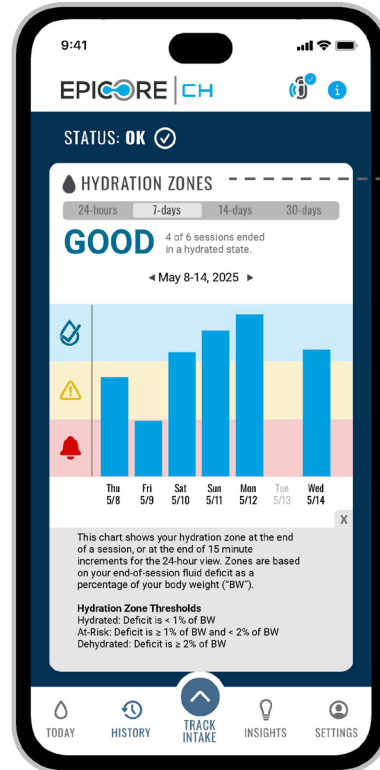 9:41
EPICORE | CH
i
STATUS: OK
HYDRATION ZONES
24-hours 7-days 14-days 30-days
GOOD
4 of 6 sessions ended
in a hydrated state.
May 8-14, 2025
Thu Fri Sat Sun Mon Tue Wed
5/8 5/9 5/10 5/11 5/12 5/13 5/14
X
This chart shows your hydration zone at the end
of a session, or at the end of 15 minute
increments for the 24-hour view. Zones are based
on your end-of-session fluid deficit as a
percentage of your body weight ("BW").
Hydration Zone Thresholds
Hydrated: Deficit is < 1% of BW
At-Risk: Deficit is ≥ 1% of BW and < 2% of BW
Dehydrated: Deficit is ≥ 2% of BW
TODAY HISTORY TRACK INSIGHTS SETTINGS
INTAKE